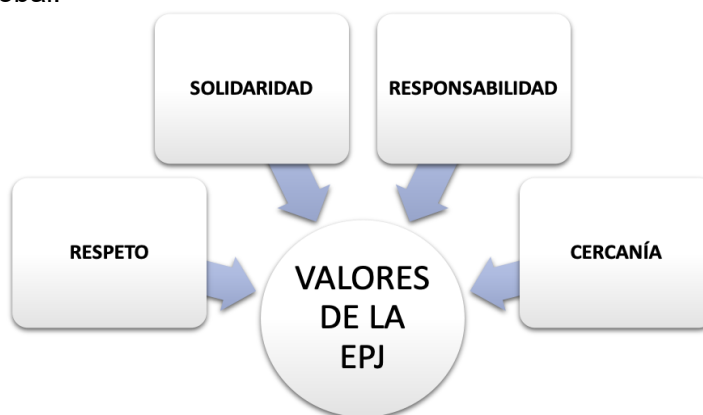 SOLIDARIDAD
RESPONSABILIDAD
RESPETO
CERCANÍA
VALORES
DE LA
EPJ